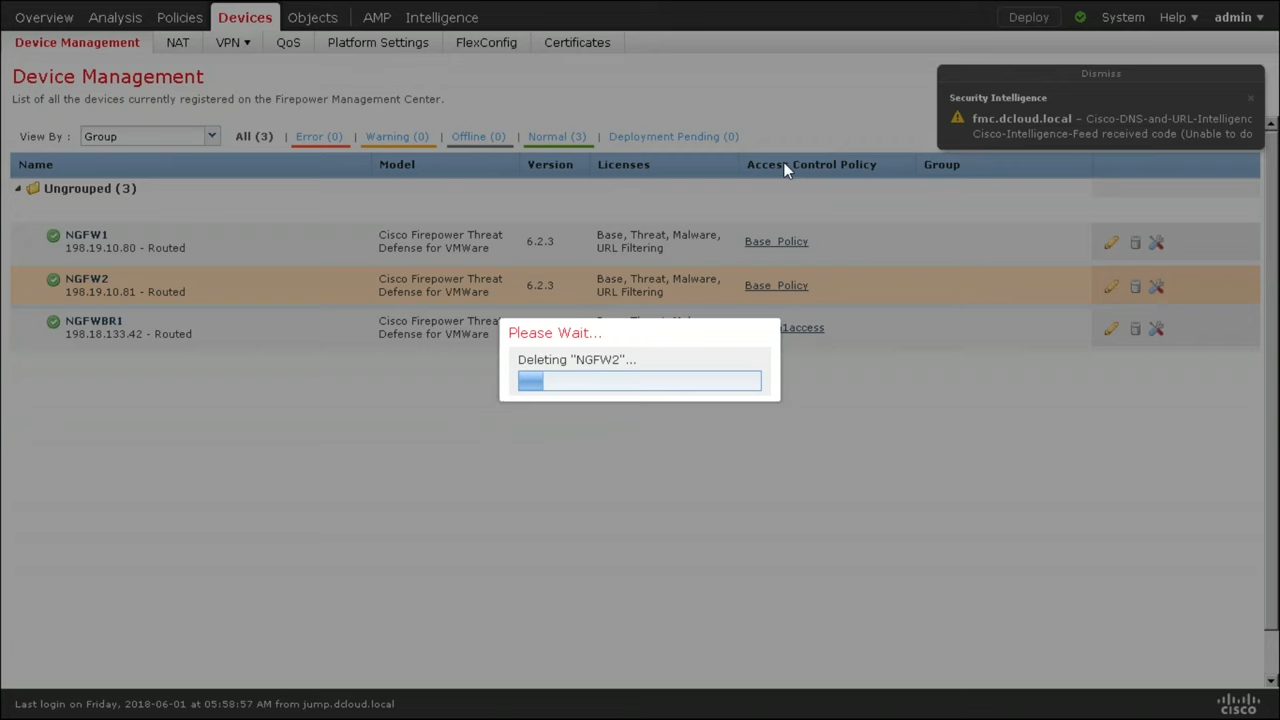 Overview Analysis Policies Devices Objects AMP Intelligence Deploy System Help admin
Device Management NAT VPN QoS Platform Settings FlexConfig Certificates
Device Management
List of all the devices currently registered on the Firepower Management Center.
Dismiss
Security Intelligence
fmc.dcloud.local - Cisco-DNS-and-URL-Intelligenc
Cisco-Intelligence-Feed received code (Unable to do
View By : Group All (3) | Error (0) | Warning (0) | Offline (0) | Normal (3) | Deployment Pending (0)
Name Model Version Licenses Access Control Policy Group
Ungrouped (3)
NGFW1
198.19.10.80 - Routed
Cisco Firepower Threat
Defense for VMWare
6.2.3
Base, Threat, Malware,
URL Filtering
Base_Policy
NGFW2
198.19.10.81 - Routed
Cisco Firepower Threat
Defense for VMWare
6.2.3
Base, Threat, Malware,
URL Filtering
Base_Policy
NGFWBR1
198.18.133.42 - Routed
Cisco Firepower Threat
Defense for VMWare
Please Wait...
Deleting "NGFW2"...
Last login on Friday, 2018-06-01 at 05:58:57 AM from jump.dcloud.local
CISCO